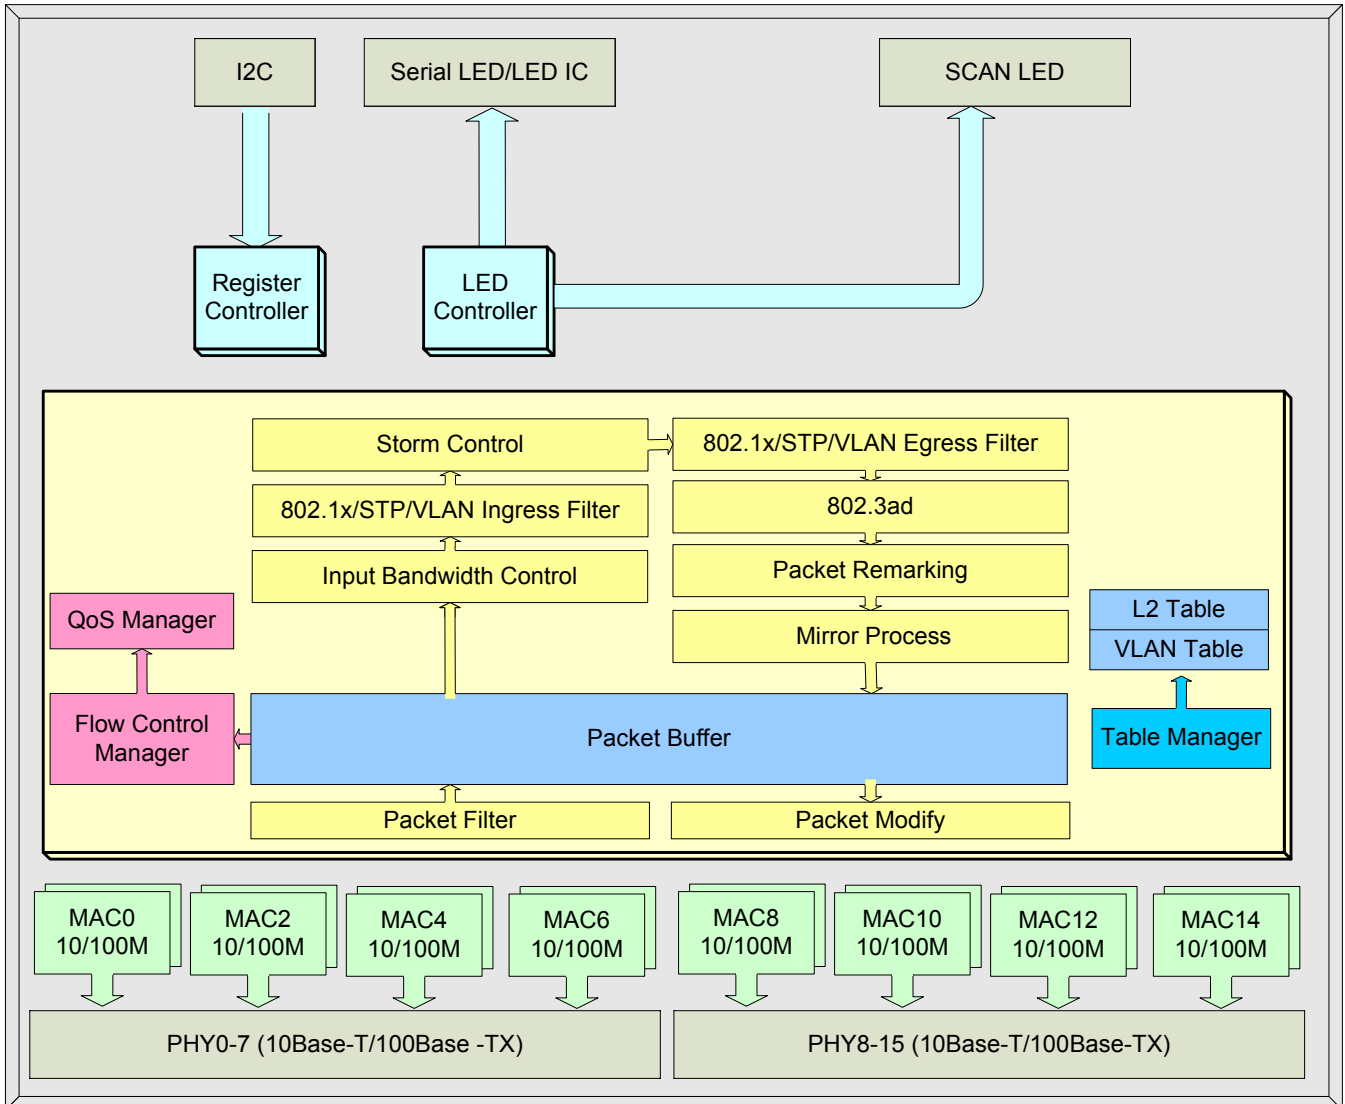 I2C
Serial LED/LED IC
SCAN LED
Register
Controller
LED
Controller
Storm Control
802.1x/STP/VLAN Egress Filter
802.1x/STP/VLAN Ingress Filter
802.3ad
Input Bandwidth Control
Packet Remarking
QoS Manager
Mirror Process
L2 Table
VLAN Table
Flow Control
Manager
Packet Buffer
Table Manager
Packet Filter
Packet Modify
MAC0
10/100M
MAC2
10/100M
MAC4
10/100M
MAC6
10/100M
MAC8
10/100M
MAC10
10/100M
MAC12
10/100M
MAC14
10/100M
PHY0-7 (10Base-T/100Base -TX)
PHY8-15 (10Base-T/100Base-TX)